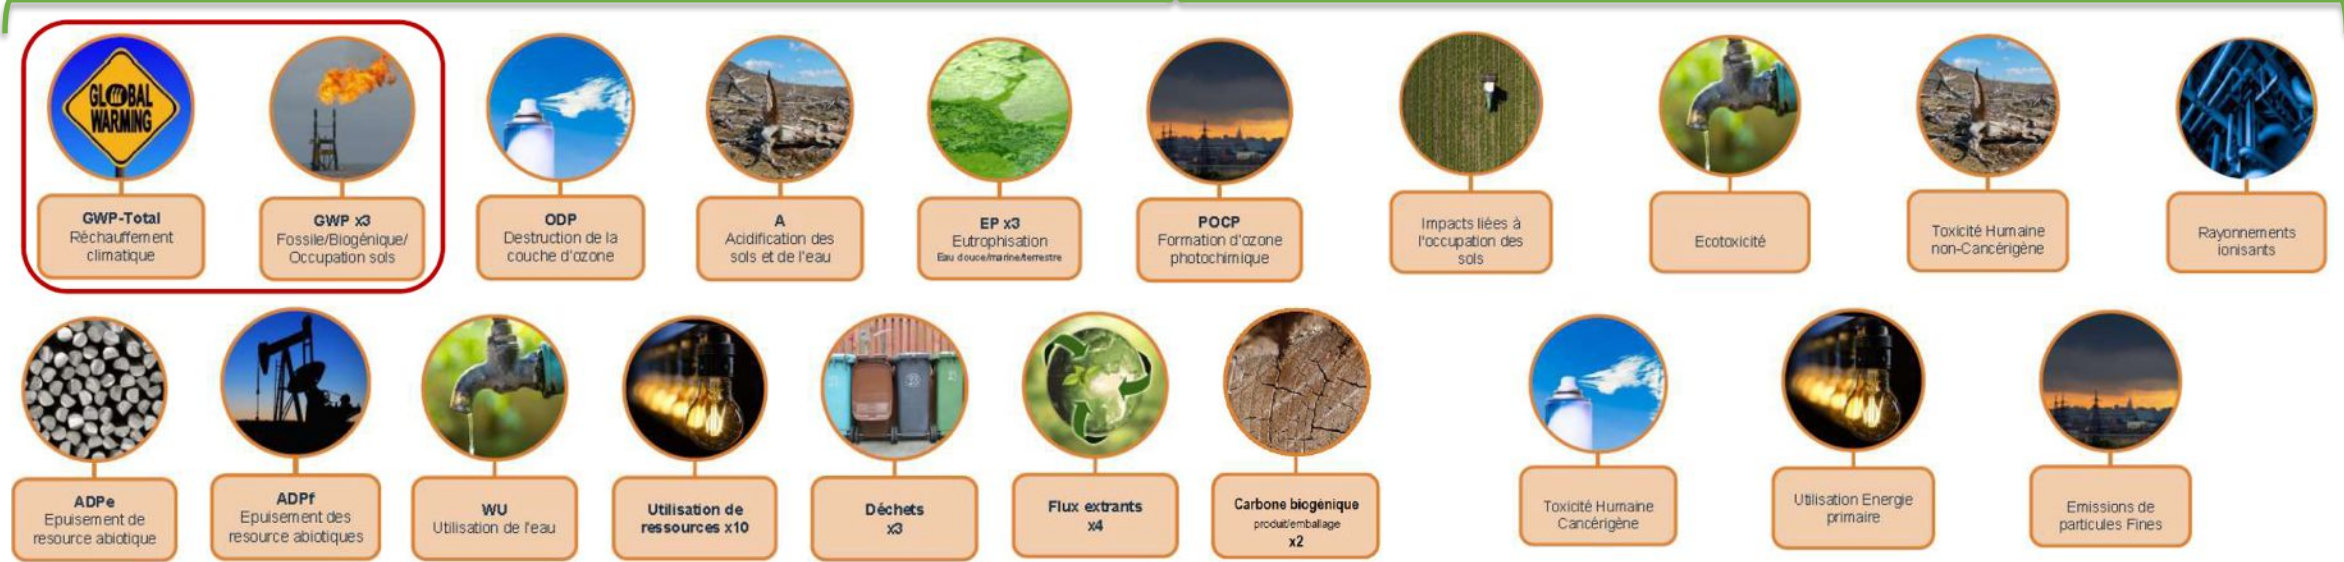 GLOBAL
WARMING
GWP-Total
Réchauffement
climatique
GWP x3
Fossile/Biogénique/
Occupation sols
ODP
Destruction de la
couche d'ozone
A
Acidification des
sols et de l'eau
EP x3
Eutrophisation
Eau douce/marine/terrestre
POCP
Formation d'ozone
photochimique
Impacts liées à
l'occupation des
sols
Ecotoxicité
Toxicité Humaine
non-Cancérigène
Rayonnements
ionisants
ADPe
Epuisement de
resource abiotique
ADPf
Epuisement des
resource abiotiques
WU
Utilisation de l'eau
Utilisation de
ressources x10
Déchets
x3
Flux extrants
x4
Carbone biogénique
produit/emballage
x2
Toxicité Humaine
Cancérigène
Utilisation Energie
primaire
Emissions de
particules Fines